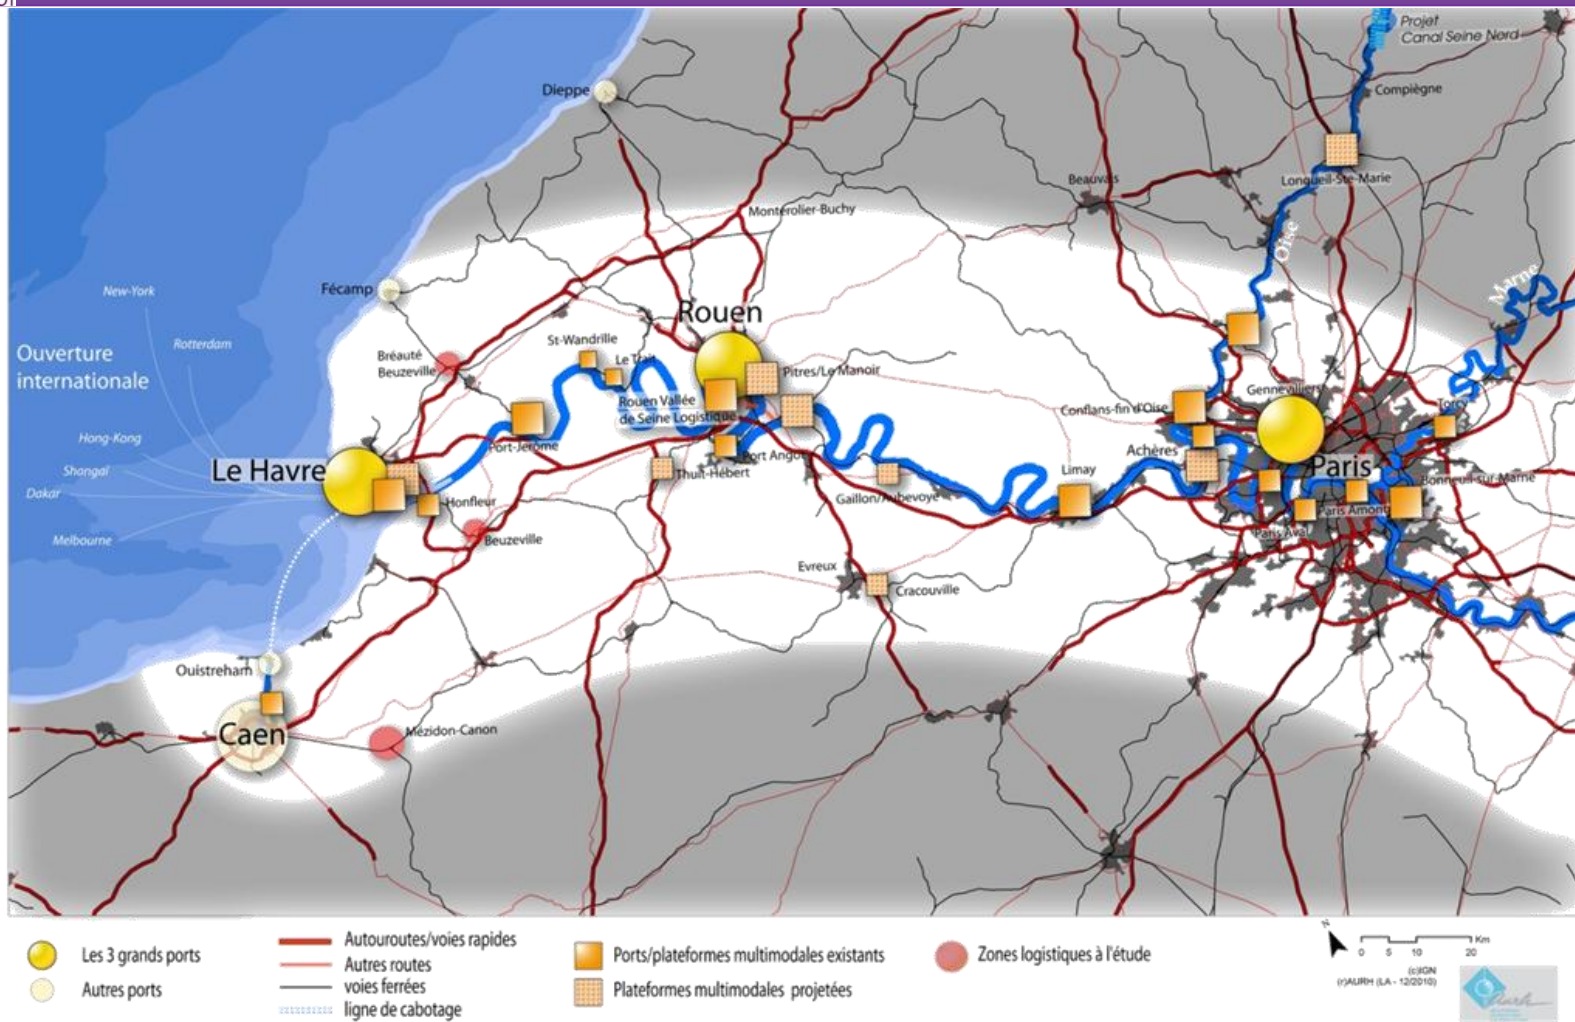 Projet
Canal Seine Nord
Compiègne
Dieppe
Beauvais
Longueil-Ste-Marie
Montérolier-Buchy
Oise
Marne
Fécamp
New-York
Rotterdam
Ouverture
internationale
Rouen
St-Wandrille
Le Trait
Bréauté
Beuzeville
Pitres/Le Manoir
Gennevilliers
Rouen Vallée
de Seine Logistique
Conflans-fin d'Oise
Torcy
Hong-Kong
Shangaï
Dakar
Melbourne
Le Havre
Port-Jérôme
Port Angot
Achères
Paris
Honfleur
Thuit-Hébert
Gaillon/Aubevoye
Limay
Bonneuil-sur-Marne
Paris Amont
Paris Aval
Beuzeville
Evreux
Cracouville
Ouistreham
Caen
Mézidon-Canon
Les 3 grands ports
Autres ports
Autouroutes/voies rapides
Autres routes
voies ferrées
ligne de cabotage
Ports/plateformes multimodales existants
Plateformes multimodales projetées
Zones logistiques à l'étude
N
Km
0 5 10 20
(c)IGN
(r)AURH (LA - 12/2010)
aurh